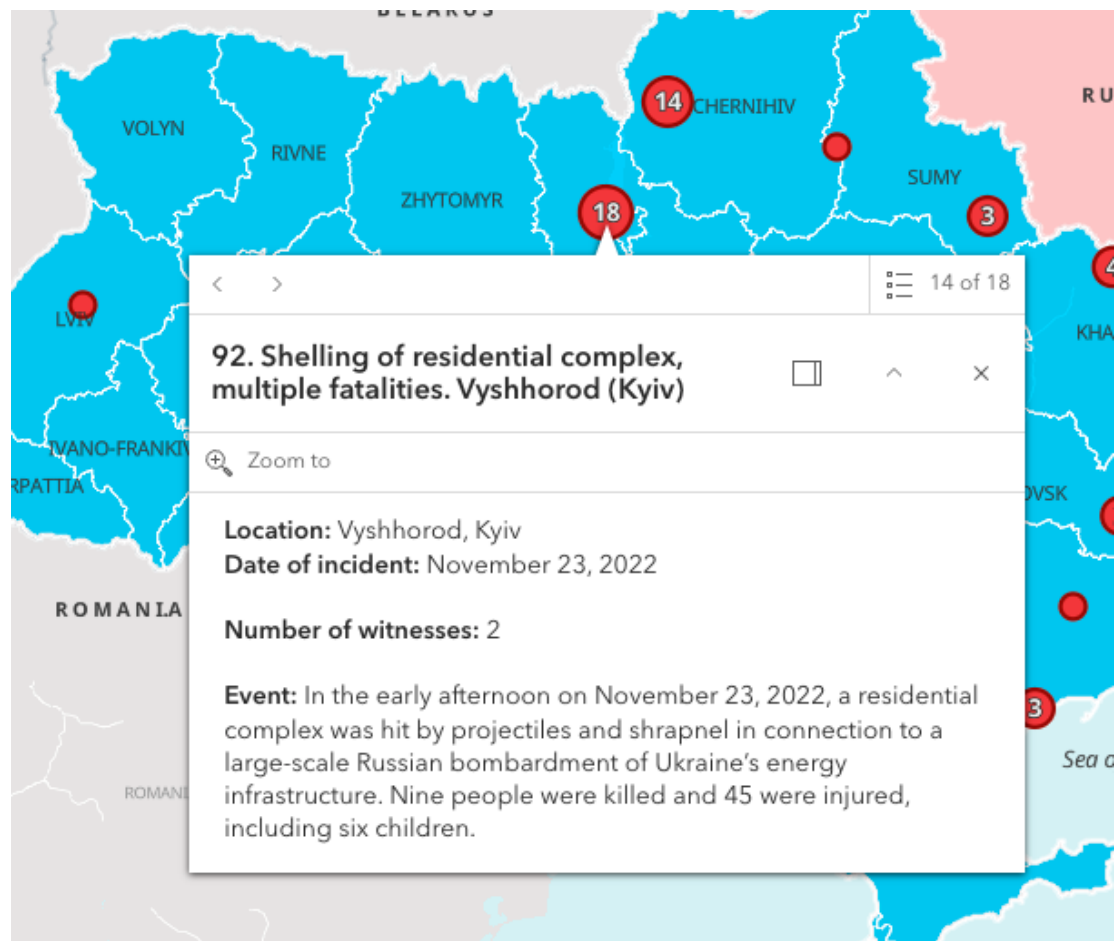 BELARUS
14
CHERNIHIV
RU
VOLYN
RIVNE
SUMY
ZHYTOMYR
18
3
4
LVIV
14 of 18
KHA
92. Shelling of residential complex,
multiple fatalities. Vyshhorod (Kyiv)
IVANO-FRANKIV
Zoom to
RPATTIA
OVSK
Location: Vyshhorod, Kyiv
Date of incident: November 23, 2022
ROMANIA
Number of witnesses: 2
Event: In the early afternoon on November 23, 2022, a residential
complex was hit by projectiles and shrapnel in connection to a
large-scale Russian bombardment of Ukraine’s energy
infrastructure. Nine people were killed and 45 were injured,
including six children.
3
Sea o
ROMANI